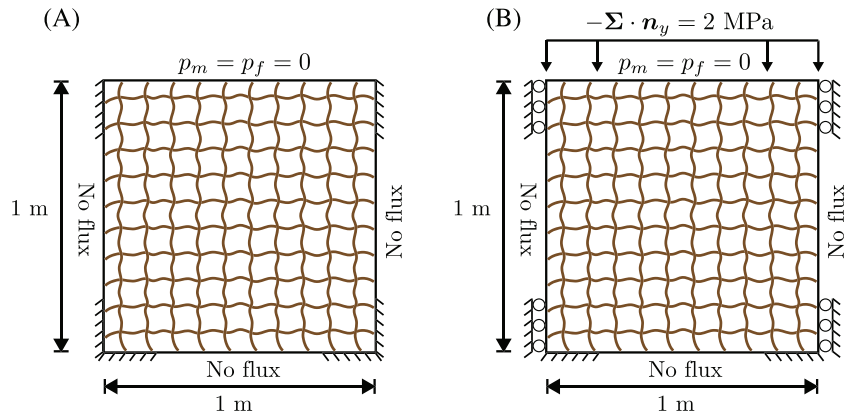 (A)
p_m = p_f = 0
No flux
1 m
No flux
No flux
1 m
(B)
−Σ · n_y = 2 MPa
p_m = p_f = 0
No flux
1 m
No flux
No flux
1 m